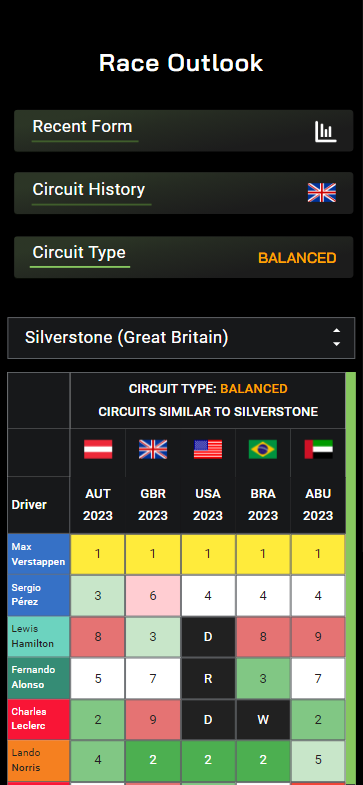 Race Outlook
Recent Form
Circuit History
Circuit Type BALANCED
Silverstone (Great Britain)
CIRCUIT TYPE: BALANCED
CIRCUITS SIMILAR TO SILVERSTONE
Driver AUT 2023 GBR 2023 USA 2023 BRA 2023 ABU 2023
Max Verstappen 1 1 1 1 1
Sergio Pérez 3 6 4 4 4
Lewis Hamilton 8 3 D 8 9
Fernando Alonso 5 7 R 3 7
Charles Leclerc 2 9 D W 2
Lando Norris 4 2 2 2 5